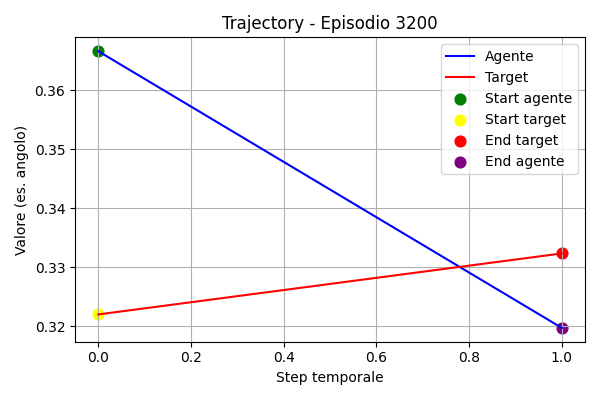 Trajectory - Episodio 3200
Agente
Target
Start agente
Start target
End target
End agente
Valore (es. angolo)
0.36
0.35
0.34
0.33
0.32
0.0 0.2 0.4 0.6 0.8 1.0
Step temporale